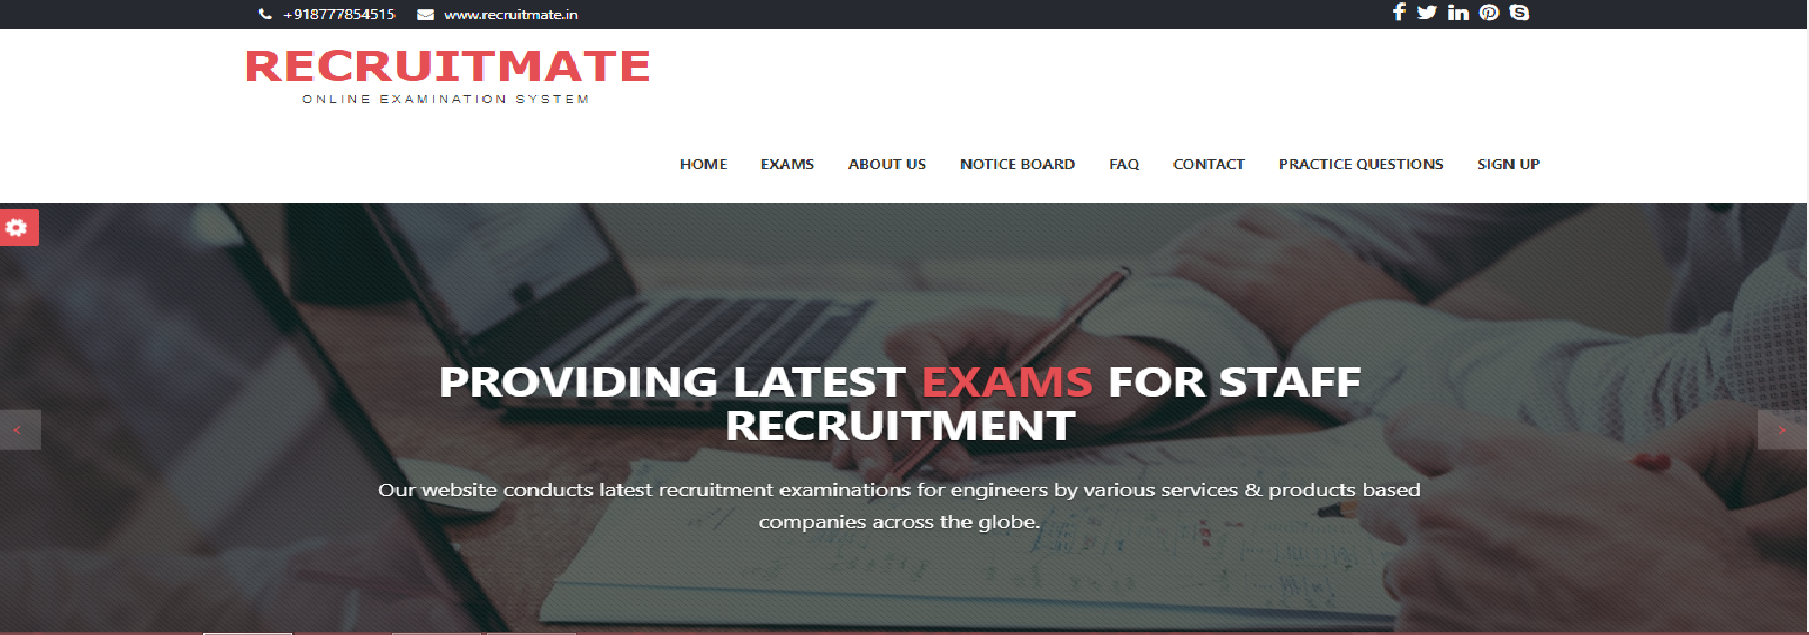 +918777854515 www.recruitmate.in
RECRUITMATE
ONLINE EXAMINATION SYSTEM
HOME EXAMS ABOUT US NOTICE BOARD FAQ CONTACT PRACTICE QUESTIONS SIGN UP
PROVIDING LATEST EXAMS FOR STAFF
RECRUITMENT
< >
Our website conducts latest recruitment examinations for engineers by various services & products based
companies across the globe.